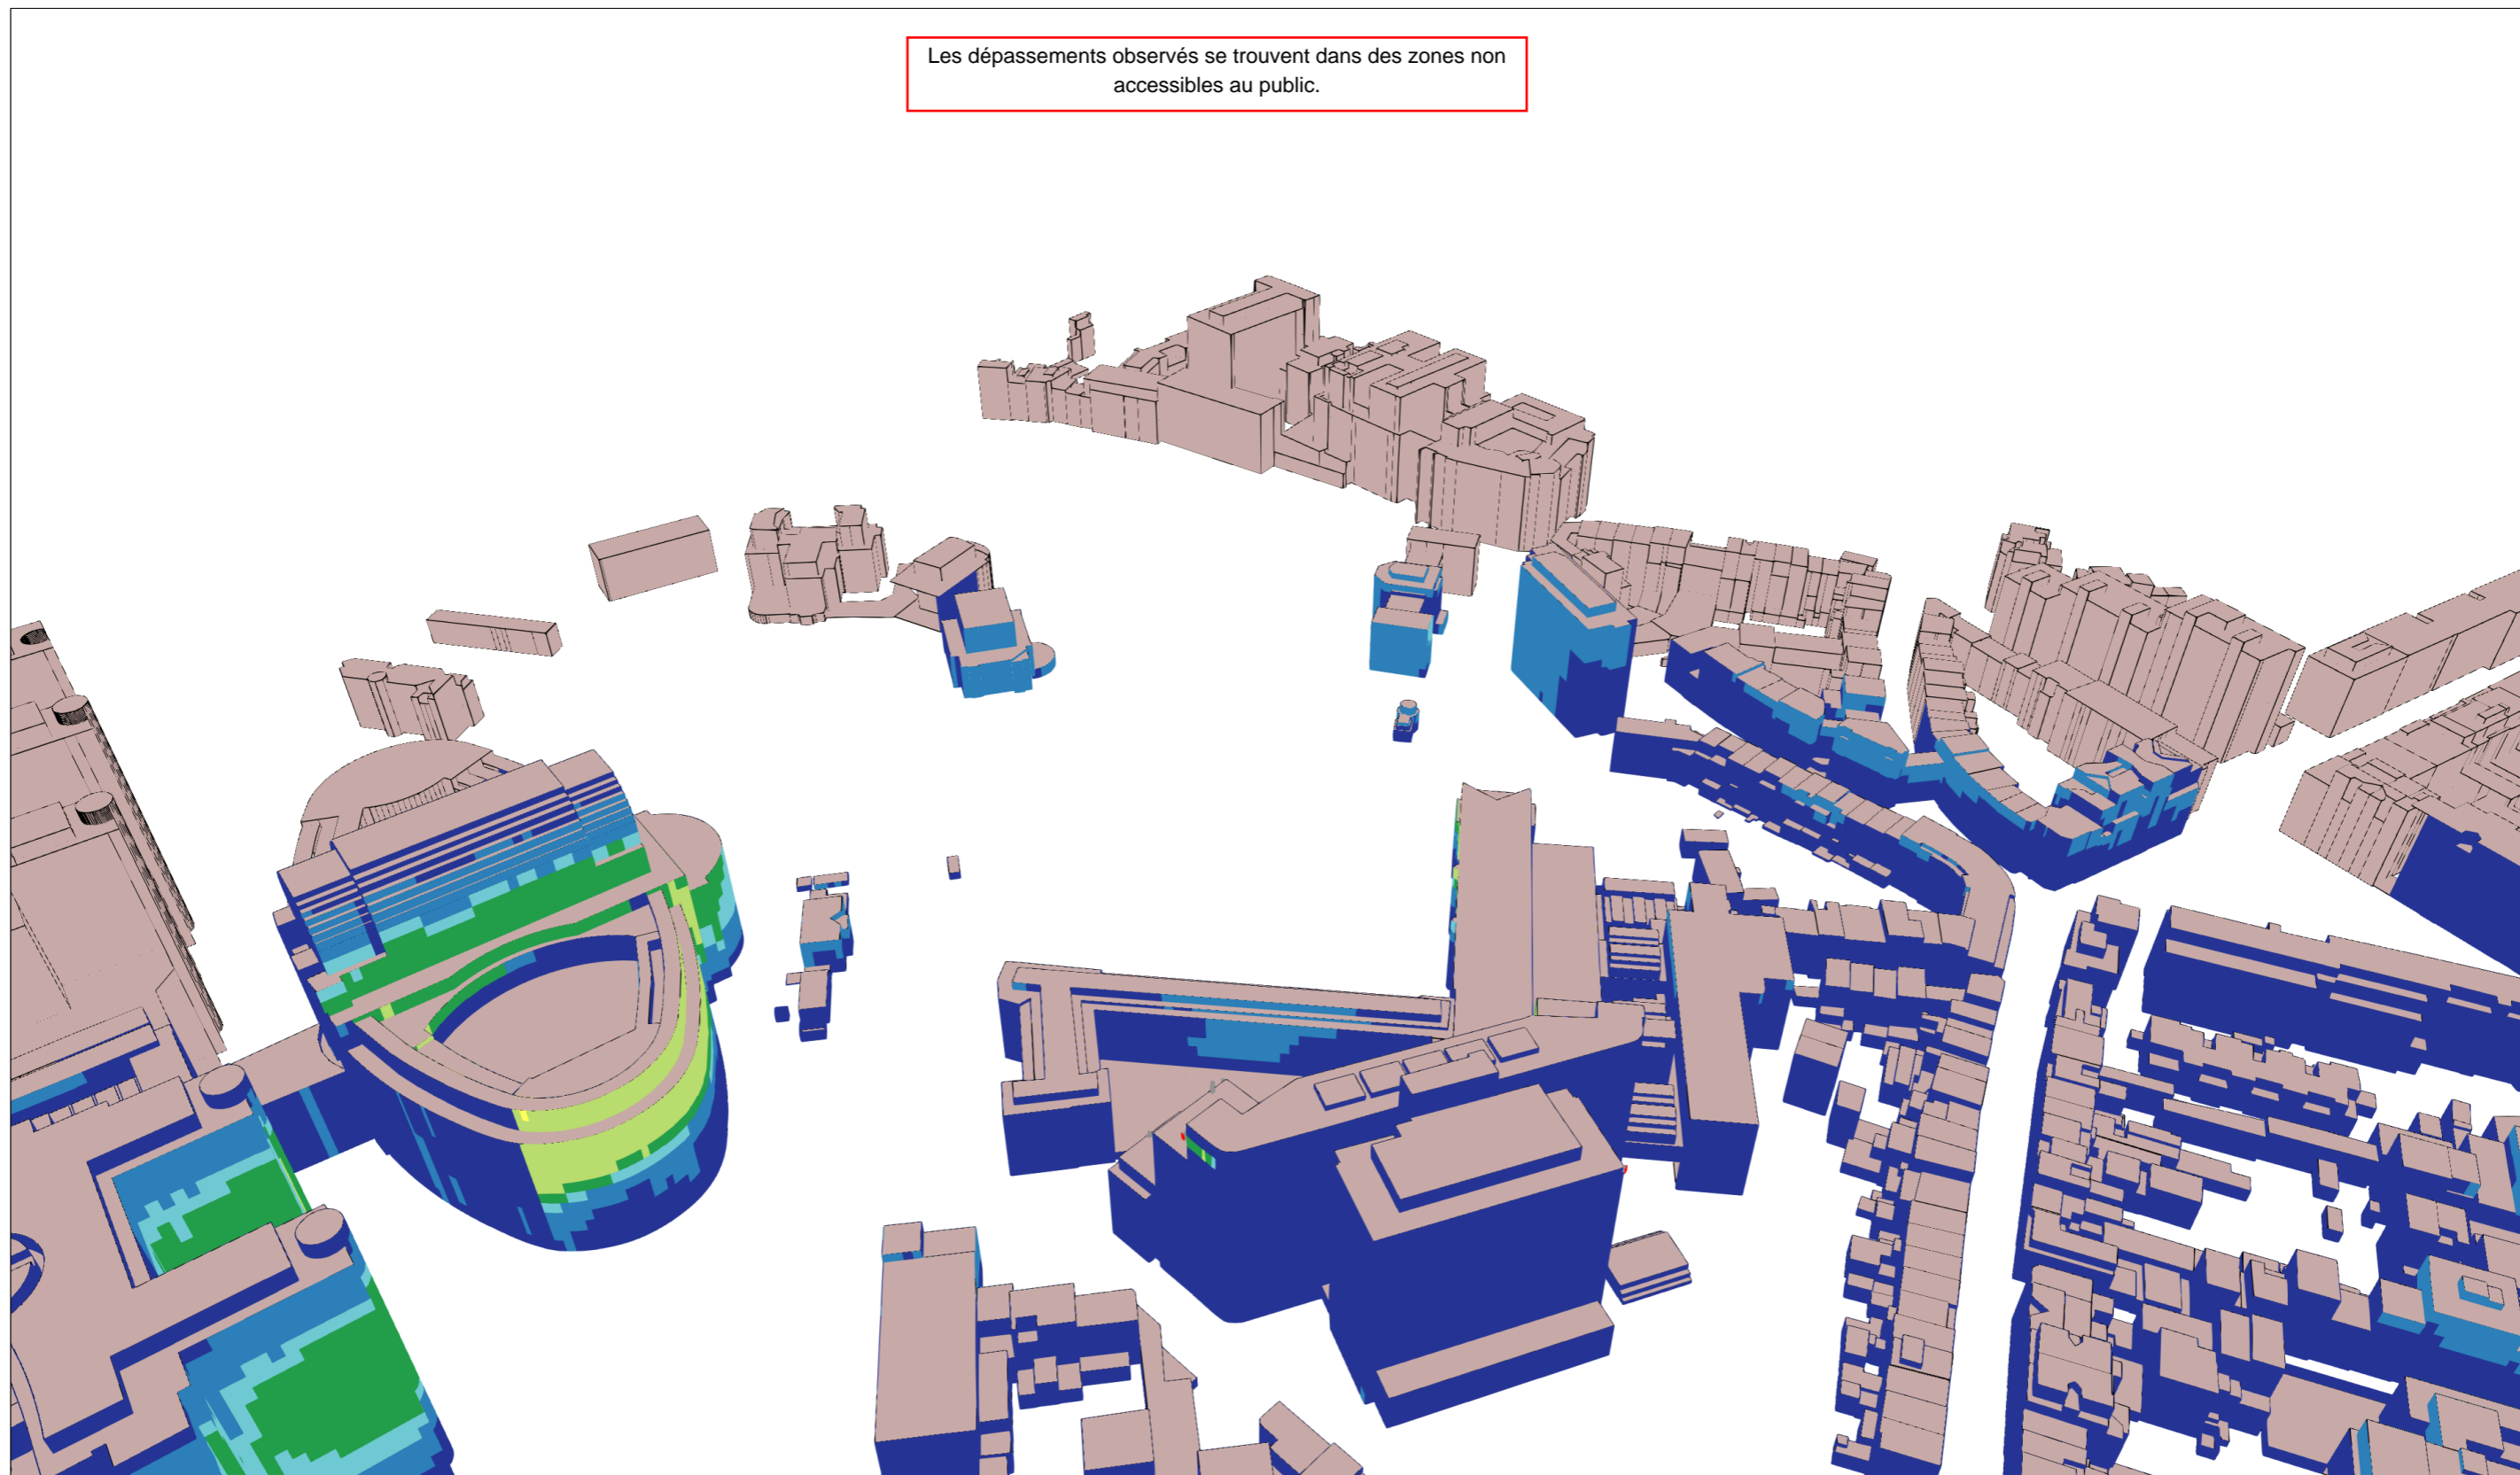 Les dépassements observés se trouvent dans des zones non
accessibles au public.